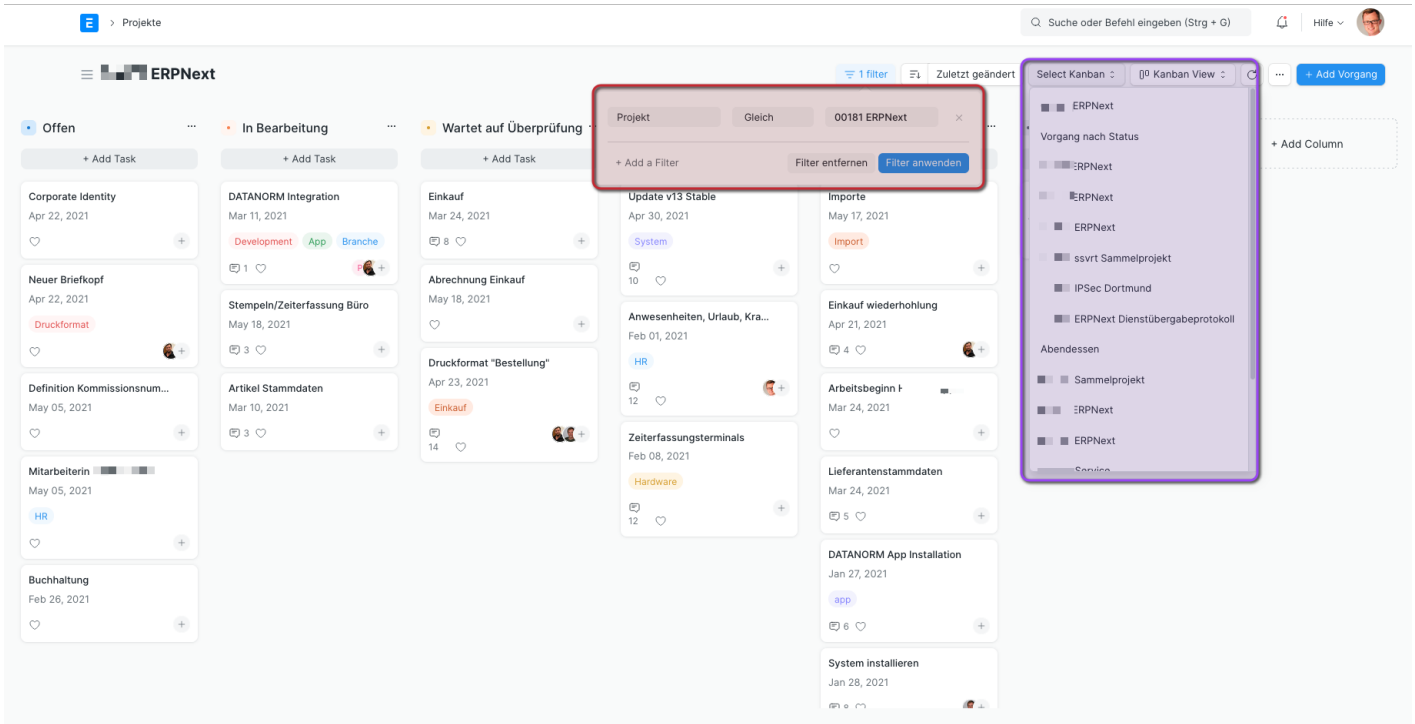 E > Projekte
Suche oder Befehl eingeben (Strg + G)
Hilfe
ERPNext
1 filter
Zuletzt geändert
Select Kanban
Kanban View
...
+ Add Vorgang
Projekt
Gleich
00181 ERPNext
×
+ Add a Filter
Filter entfernen
Filter anwenden
ERPNext
Vorgang nach Status
ERPNext
ERPNext
ERPNext
ssvrt Sammelprojekt
IPSec Dortmund
ERPNext Dienstübergabeprotokoll
Abendessen
Sammelprojekt
ERPNext
ERPNext
Service
+ Add Column
Offen
...
+ Add Task
Corporate Identity
Apr 22, 2021
+
Neuer Briefkopf
Apr 22, 2021
Druckformat
+
Definition Kommissionsnum...
May 05, 2021
+
Mitarbeiterin
May 05, 2021
HR
+
Buchhaltung
Feb 26, 2021
+
In Bearbeitung
...
+ Add Task
DATANORM Integration
Mar 11, 2021
Development App Branche
1
P
+
Stempeln/Zeiterfassung Büro
May 18, 2021
3
+
Artikel Stammdaten
Mar 10, 2021
3
+
Wartet auf Überprüfung
+ Add Task
Einkauf
Mar 24, 2021
8
+
Abrechnung Einkauf
May 18, 2021
+
Druckformat "Bestellung"
Apr 23, 2021
Einkauf
14
+
Update v13 Stable
Apr 30, 2021
System
10
+
Anwesenheiten, Urlaub, Kra...
Feb 01, 2021
HR
12
+
Zeiterfassungsterminals
Feb 08, 2021
Hardware
12
+
...
Importe
May 17, 2021
Import
+
Einkauf wiederhohlung
Apr 21, 2021
4
+
Arbeitsbeginn
Mar 24, 2021
+
Lieferantenstammdaten
Mar 24, 2021
5
+
DATANORM App Installation
Jan 27, 2021
app
6
+
System installieren
Jan 28, 2021
8
+